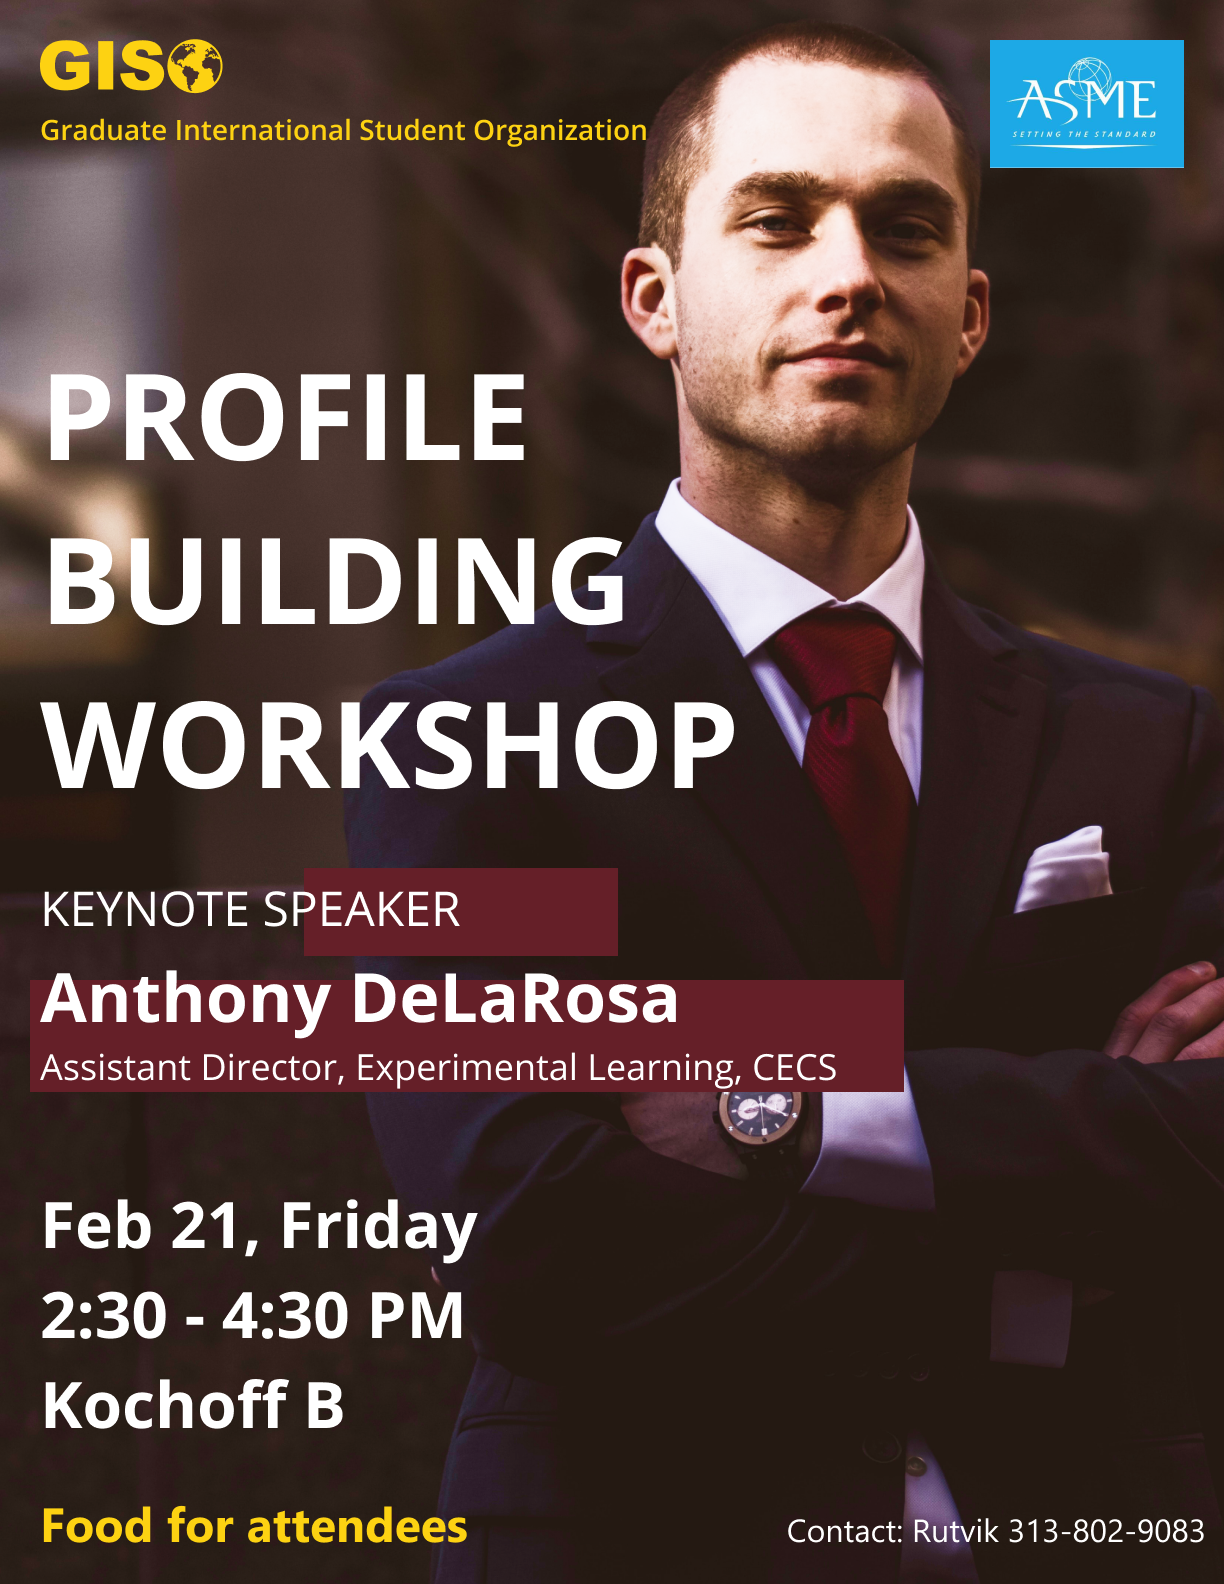 GISO
Graduate International Student Organization
ASME
SETTING THE STANDARD
PROFILE
BUILDING
WORKSHOP
KEYNOTE SPEAKER
Anthony DeLaRosa
Assistant Director, Experimental Learning, CECS
Feb 21, Friday
2:30 - 4:30 PM
Kochoff B
Food for attendees
Contact: Rutvik 313-802-9083